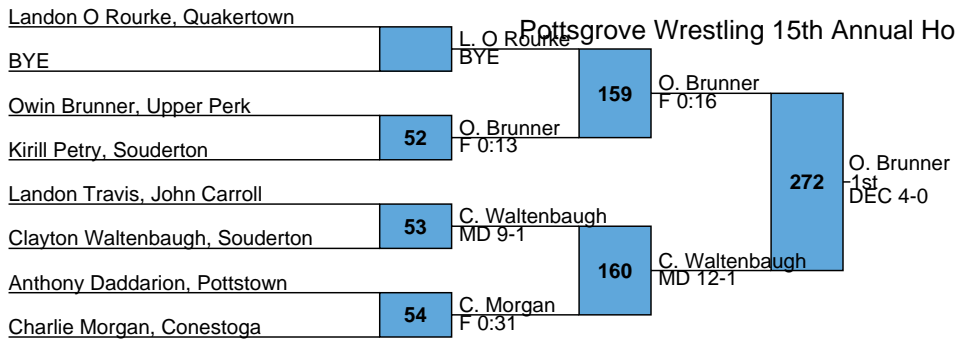 Pottsgrove Wrestling 15th Annual Ho
Landon O Rourke, Quakertown
BYE
L. O Rourke
BYE
Owin Brunner, Upper Perk
Kirill Petry, Souderton
52
O. Brunner
F 0:13
159
O. Brunner
F 0:16
Landon Travis, John Carroll
Clayton Waltenbaugh, Souderton
53
C. Waltenbaugh
MD 9-1
Anthony Daddarion, Pottstown
Charlie Morgan, Conestoga
54
C. Morgan
F 0:31
160
C. Waltenbaugh
MD 12-1
272
O. Brunner
1st
DEC 4-0